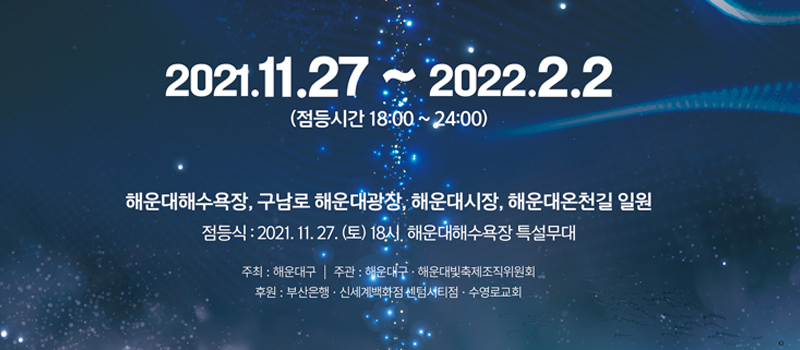 2021.11.27 ~ 2022.2.2
(점등시간 18:00 ~ 24:00)
해운대해수욕장, 구남로 해운대광장, 해운대시장, 해운대온천길 일원
점등식 : 2021. 11. 27. (토) 18시, 해운대해수욕장 특설무대
주최 : 해운대구 | 주관 : 해운대구 · 해운대빛축제조직위원회
후원 : 부산은행 · 신세계백화점 센텀시티점 · 수영로교회